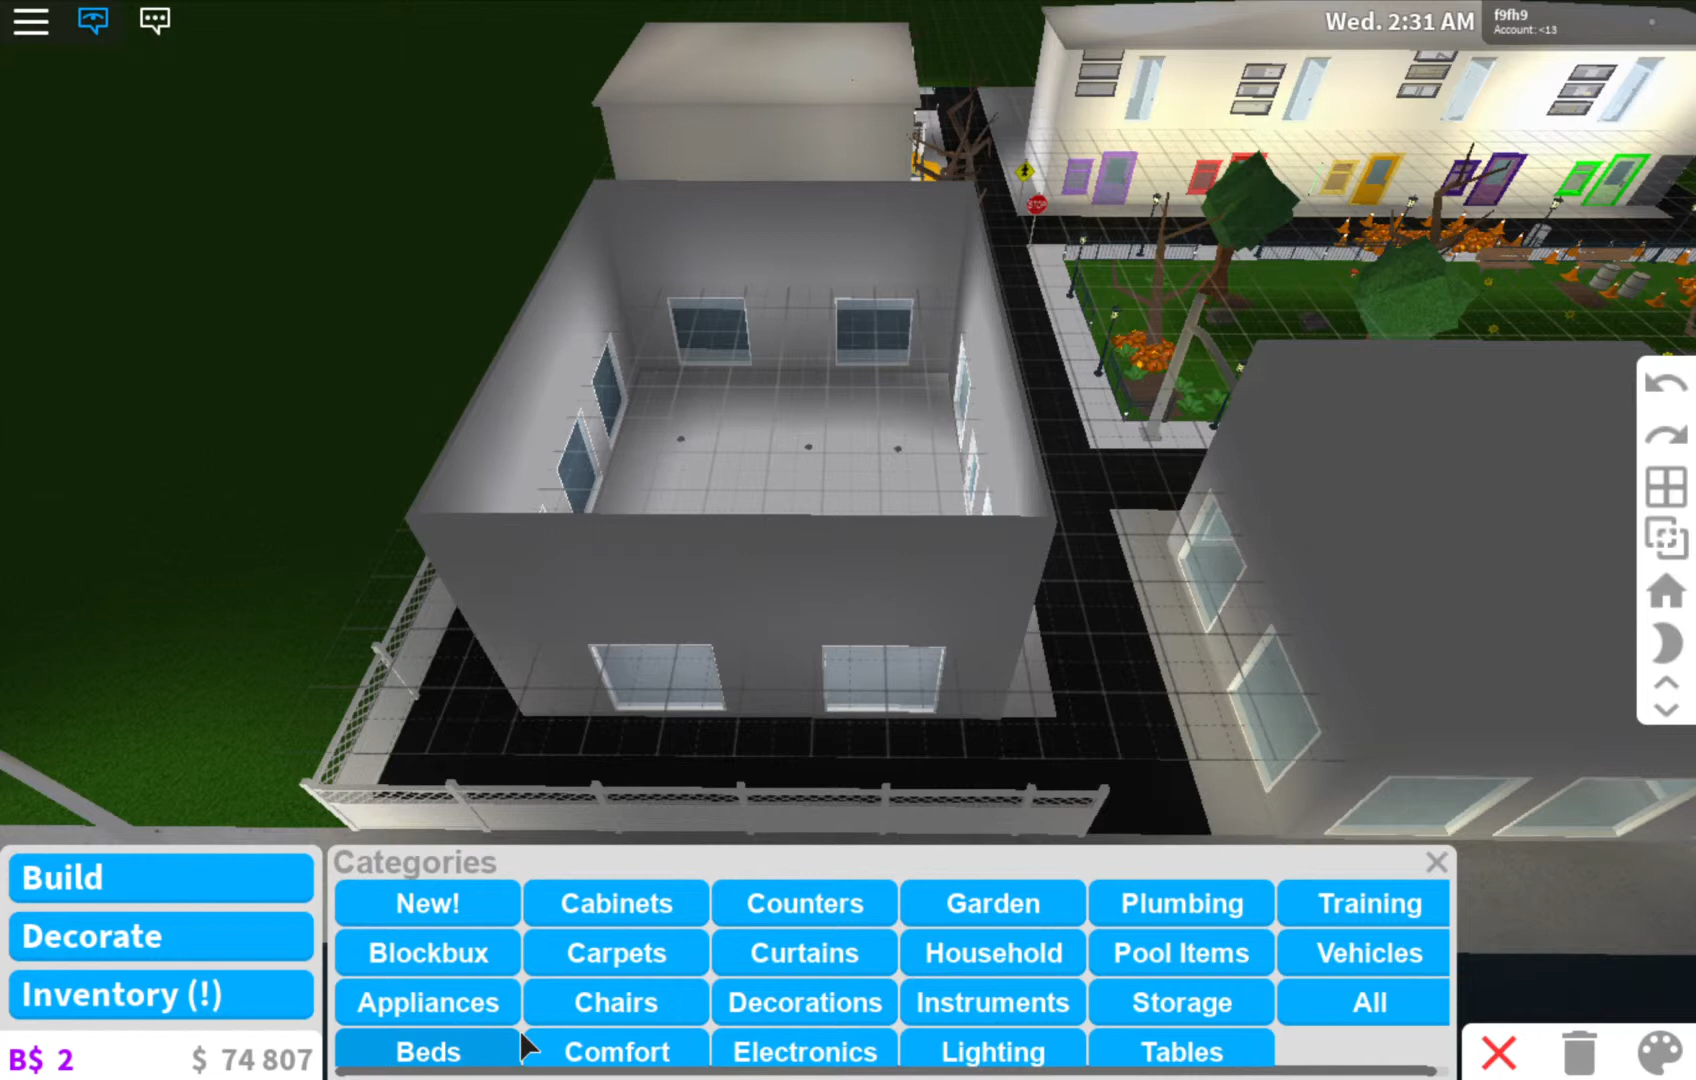 Wed. 2:31 AM
f9fh9
Account: <13
STOP
Build
Decorate
Inventory (!)
B$ 2
$ 74 807
Categories
New! Cabinets Counters Garden Plumbing Training
Blockbux Carpets Curtains Household Pool Items Vehicles
Appliances Chairs Decorations Instruments Storage All
Beds Comfort Electronics Lighting Tables